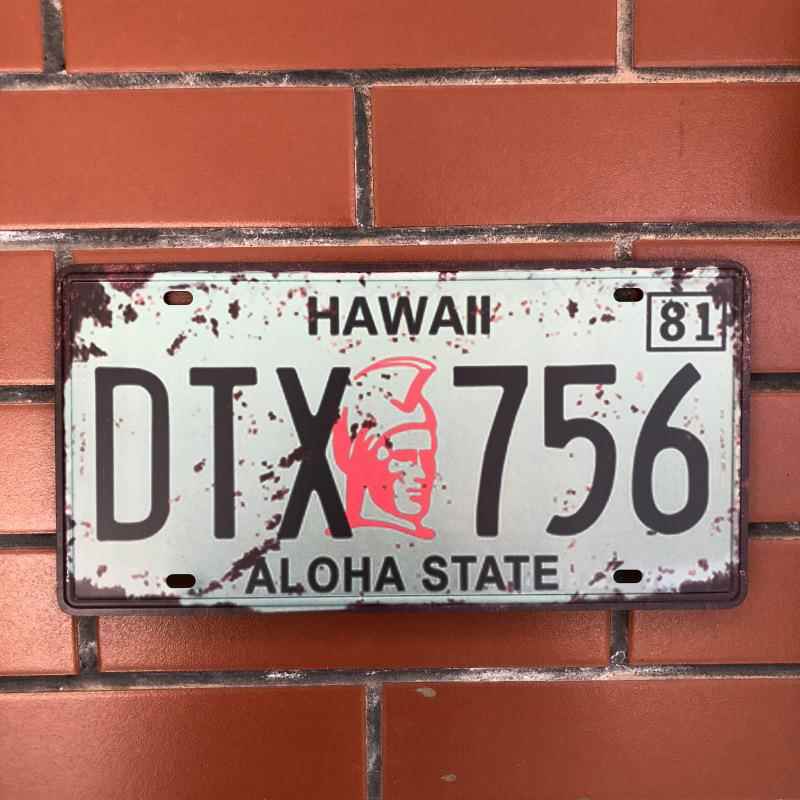 HAWAII
81
DTX 756
ALOHA STATE